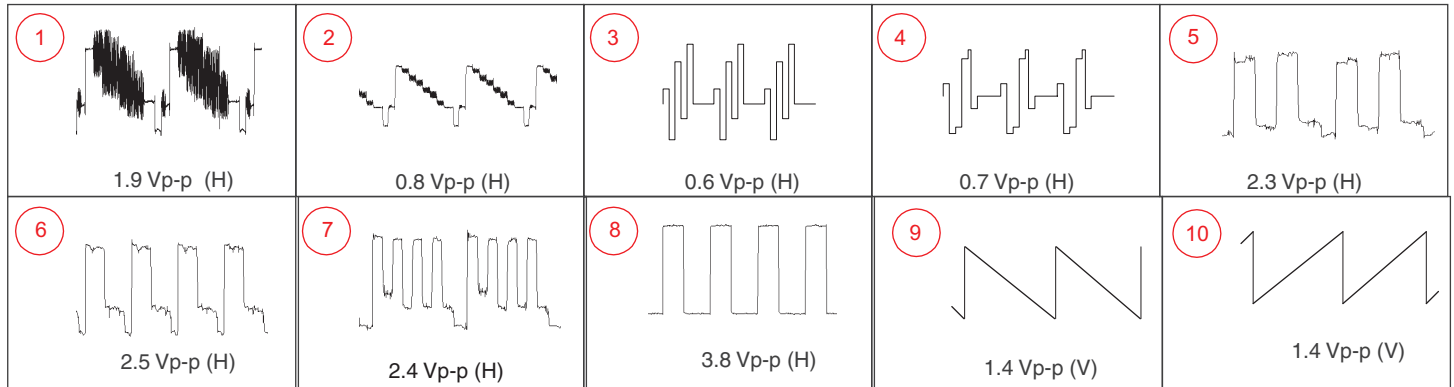 1
1.9 Vp-p (H)
2
0.8 Vp-p (H)
3
0.6 Vp-p (H)
4
0.7 Vp-p (H)
5
2.3 Vp-p (H)
6
2.5 Vp-p (H)
7
2.4 Vp-p (H)
8
3.8 Vp-p (H)
9
1.4 Vp-p (V)
10
1.4 Vp-p (V)